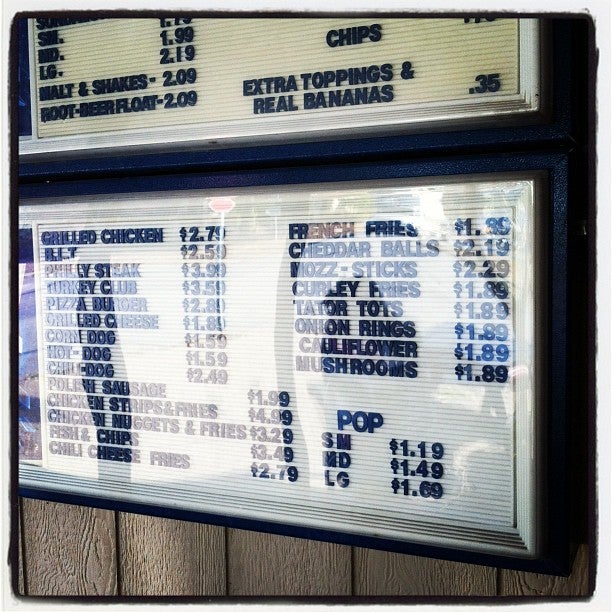 SM. 1.99
MD. 2.19
LG.
MALT & SHAKES- 2.09
ROOT-BEER FLOAT-2.09
CHIPS
EXTRA TOPPINGS &
REAL BANANAS .35
GRILLED CHICKEN $2.79
B.L.T $2.59
PHILLY STEAK $3.99
TURKEY CLUB $3.59
PIZZA BURGER $2.89
GRILLED CHEESE $1.89
CORN DOG $1.59
HOT-DOG $1.59
CHILI-DOG $2.49
POLISH SAUSAGE $1.99
CHICKEN STRIPS & FRIES $4.99
CHICKEN NUGGETS & FRIES $3.29
FISH & CHIPS $3.49
CHILI CHEESE FRIES $2.79
FRENCH FRIES $1.39
CHEDDAR BALLS $2.19
MOZZ-STICKS $2.29
CURLEY FRIES $1.89
TATOR TOTS $1.89
ONION RINGS $1.89
CAULIFLOWER $1.89
MUSHROOMS $1.89
POP
SM $1.19
MD $1.49
LG $1.69